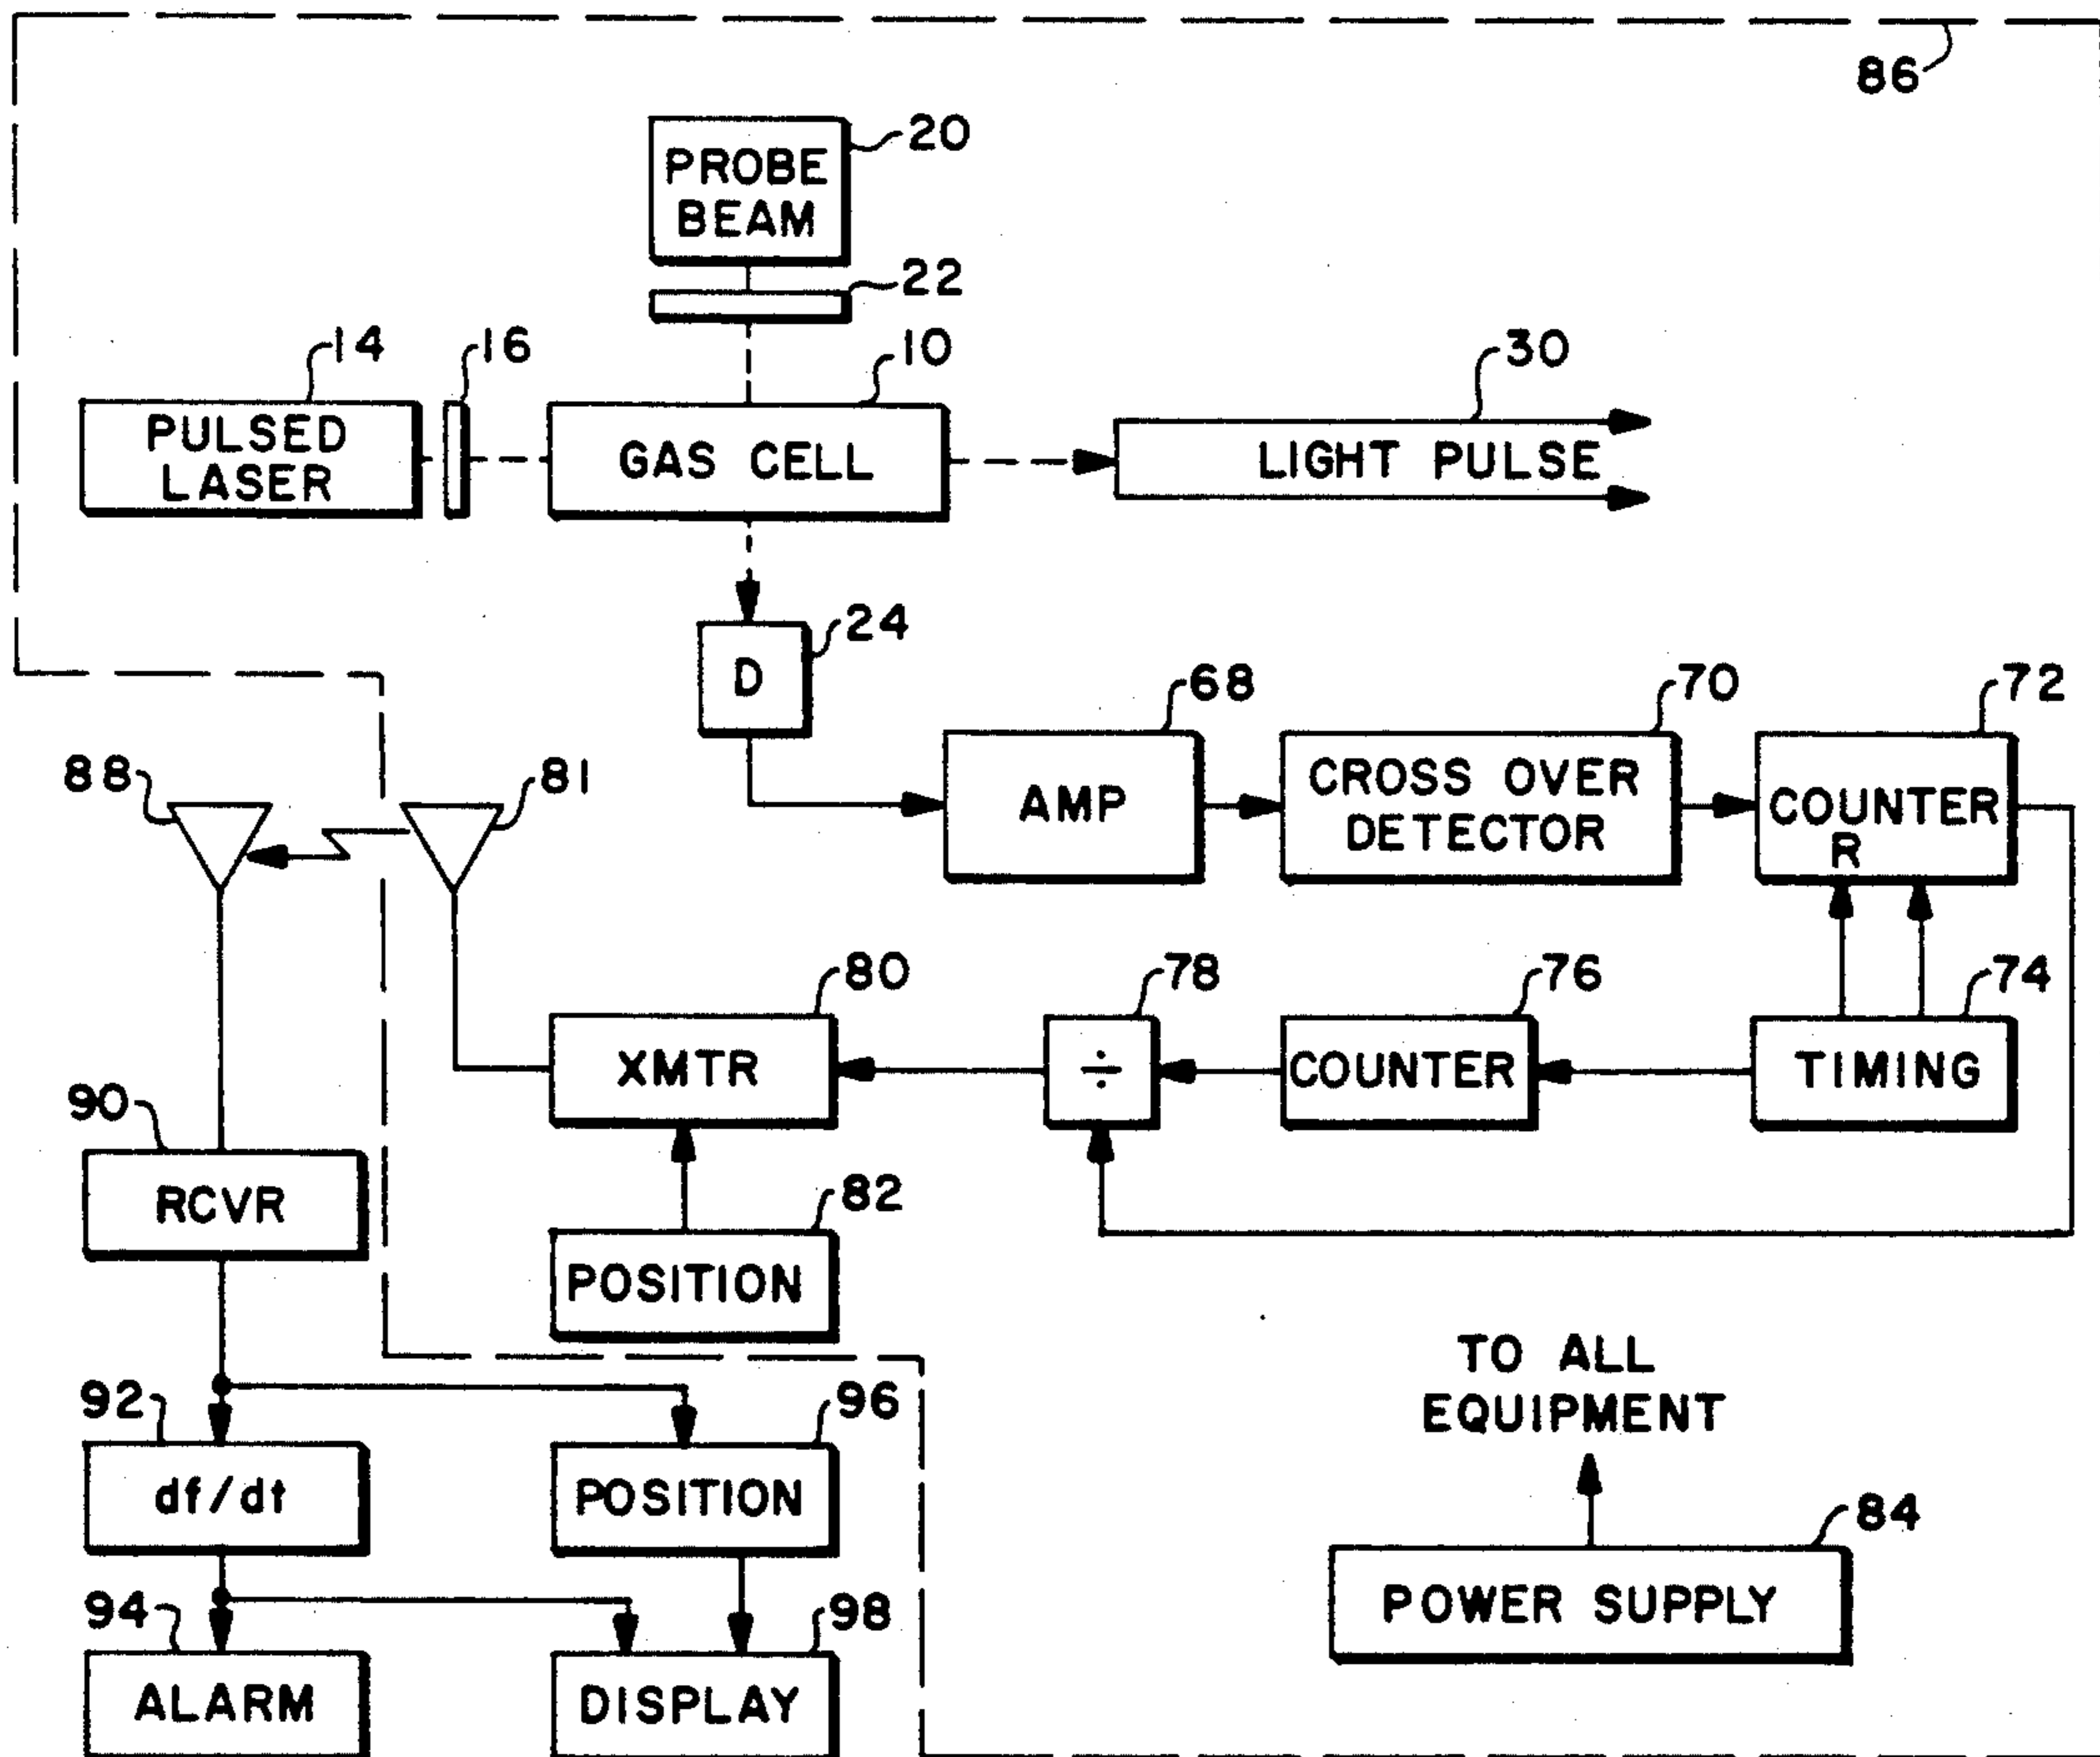 86
20
PROBE
BEAM
22
14
16
10
30
PULSED
LASER
GAS CELL
LIGHT PULSE
24
D
68
70
72
88
81
AMP
CROSS OVER
DETECTOR
COUNTER
R
80
78
76
74
XMTR
÷
COUNTER
TIMING
90
RCVR
82
POSITION
TO ALL
EQUIPMENT
92
96
df/dt
POSITION
84
POWER SUPPLY
94
98
ALARM
DISPLAY